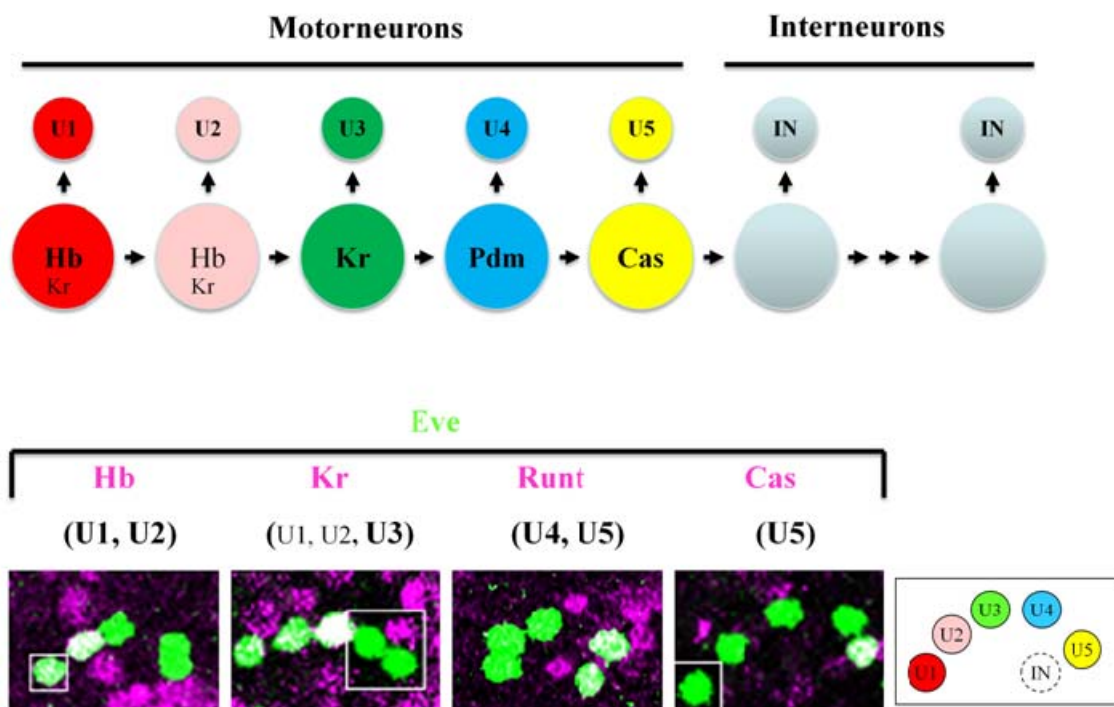 Motorneurons Interneurons
U1 U2 U3 U4 U5 IN IN
Hb Hb Kr Pdm Cas
Kr Kr
Eve
Hb Kr Runt Cas
(U1, U2) (U1, U2, U3) (U4, U5) (U5)
U3 U4
U2
U5
U1 IN